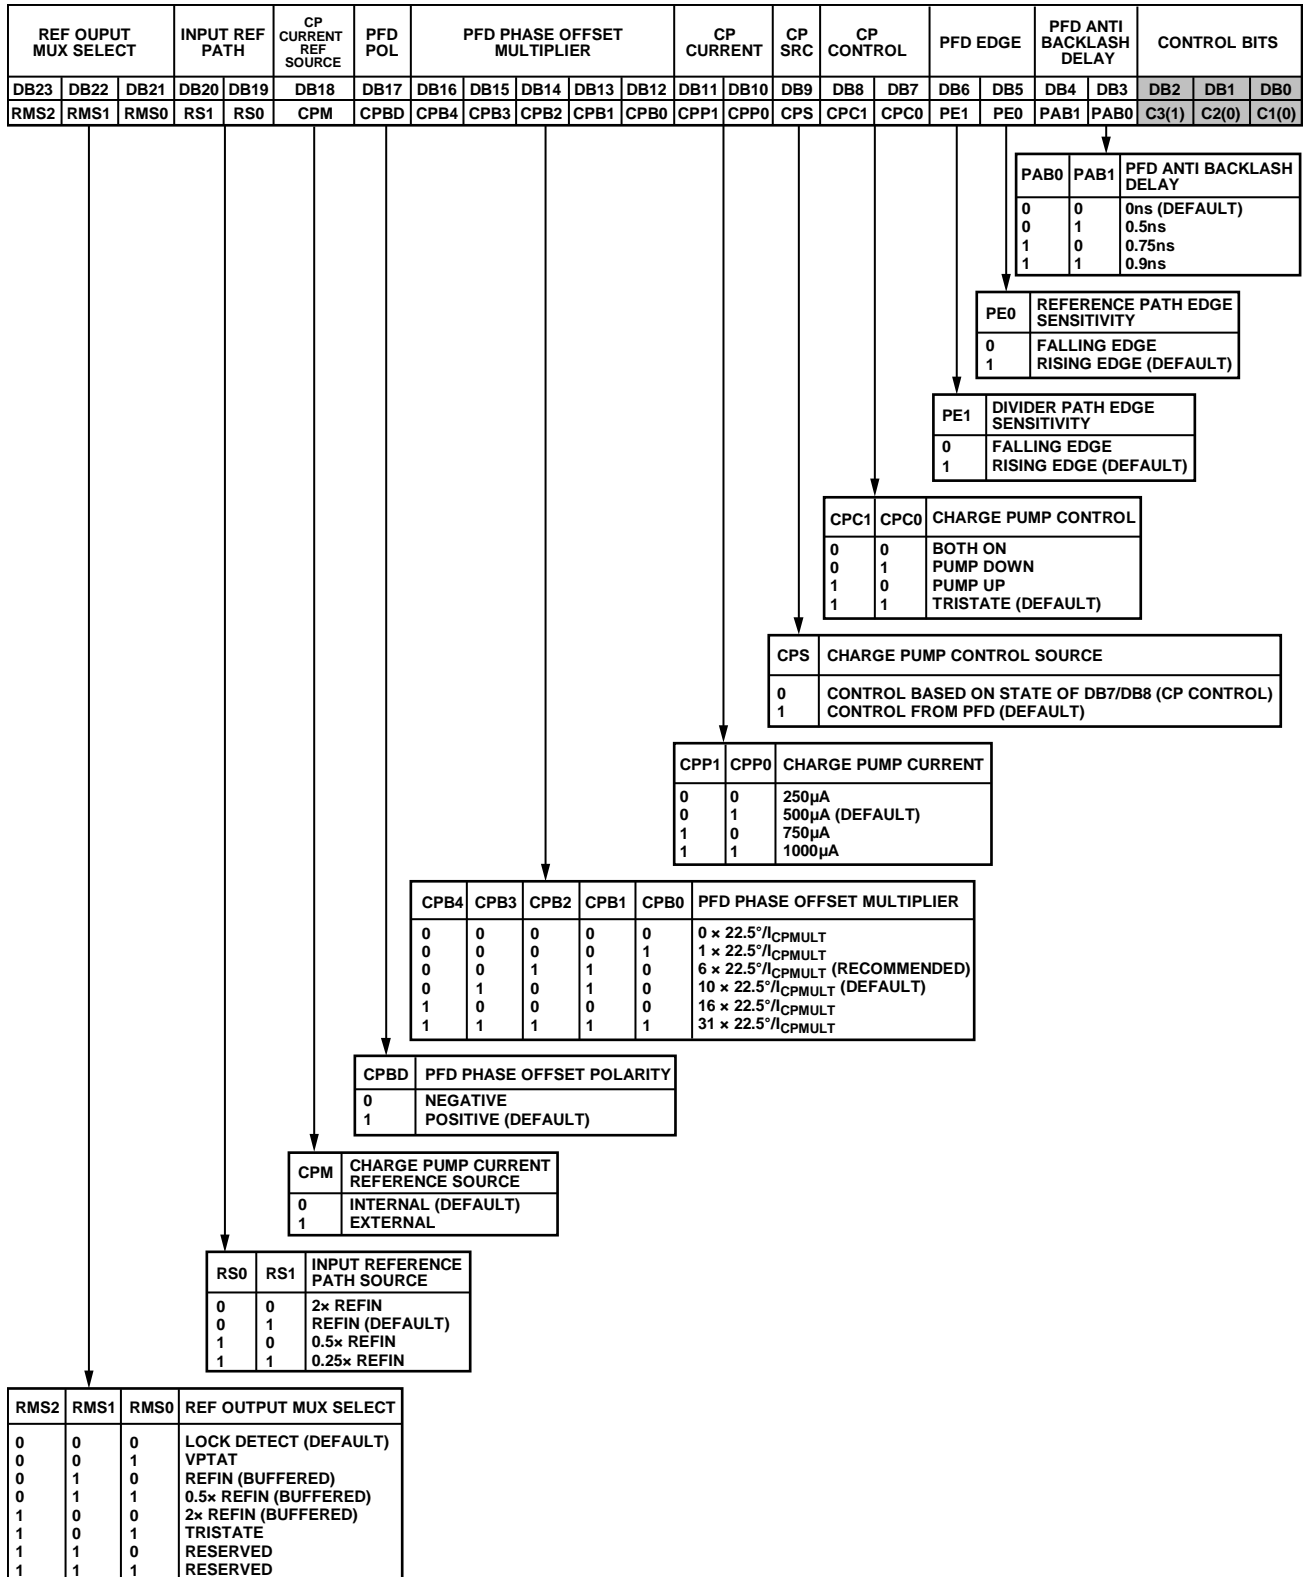 REF OUPUT MUX SELECT
INPUT REF PATH
CP CURRENT REF SOURCE
PFD POL
PFD PHASE OFFSET MULTIPLIER
CP CURRENT
CP SRC
CP CONTROL
PFD EDGE
PFD ANTI BACKLASH DELAY
CONTROL BITS
DB23 DB22 DB21 DB20 DB19 DB18 DB17 DB16 DB15 DB14 DB13 DB12 DB11 DB10 DB9 DB8 DB7 DB6 DB5 DB4 DB3 DB2 DB1 DB0
RMS2 RMS1 RMS0 RS1 RS0 CPM CPBD CPB4 CPB3 CPB2 CPB1 CPB0 CPP1 CPP0 CPS CPC1 CPC0 PE1 PE0 PAB1 PAB0 C3(1) C2(0) C1(0)
PAB0 PAB1 PFD ANTI BACKLASH DELAY
0 0 0ns (DEFAULT)
0 1 0.5ns
1 0 0.75ns
1 1 0.9ns
PE0 REFERENCE PATH EDGE SENSITIVITY
0 FALLING EDGE
1 RISING EDGE (DEFAULT)
PE1 DIVIDER PATH EDGE SENSITIVITY
0 FALLING EDGE
1 RISING EDGE (DEFAULT)
CPC1 CPC0 CHARGE PUMP CONTROL
0 0 BOTH ON
0 1 PUMP DOWN
1 0 PUMP UP
1 1 TRISTATE (DEFAULT)
CPS CHARGE PUMP CONTROL SOURCE
0 CONTROL BASED ON STATE OF DB7/DB8 (CP CONTROL)
1 CONTROL FROM PFD (DEFAULT)
CPP1 CPP0 CHARGE PUMP CURRENT
0 0 250µA
0 1 500µA (DEFAULT)
1 0 750µA
1 1 1000µA
CPB4 CPB3 CPB2 CPB1 CPB0 PFD PHASE OFFSET MULTIPLIER
0 0 0 0 0 0 × 22.5°/ICPMULT
0 0 0 0 1 1 × 22.5°/ICPMULT
0 0 1 1 0 6 × 22.5°/ICPMULT (RECOMMENDED)
0 1 0 1 0 10 × 22.5°/ICPMULT (DEFAULT)
1 0 0 0 0 16 × 22.5°/ICPMULT
1 1 1 1 1 31 × 22.5°/ICPMULT
CPBD PFD PHASE OFFSET POLARITY
0 NEGATIVE
1 POSITIVE (DEFAULT)
CPM CHARGE PUMP CURRENT REFERENCE SOURCE
0 INTERNAL (DEFAULT)
1 EXTERNAL
RS0 RS1 INPUT REFERENCE PATH SOURCE
0 0 2× REFIN
0 1 REFIN (DEFAULT)
1 0 0.5× REFIN
1 1 0.25× REFIN
RMS2 RMS1 RMS0 REF OUTPUT MUX SELECT
0 0 0 LOCK DETECT (DEFAULT)
0 0 1 VPTAT
0 1 0 REFIN (BUFFERED)
0 1 1 0.5× REFIN (BUFFERED)
1 0 0 2× REFIN (BUFFERED)
1 0 1 TRISTATE
1 1 0 RESERVED
1 1 1 RESERVED